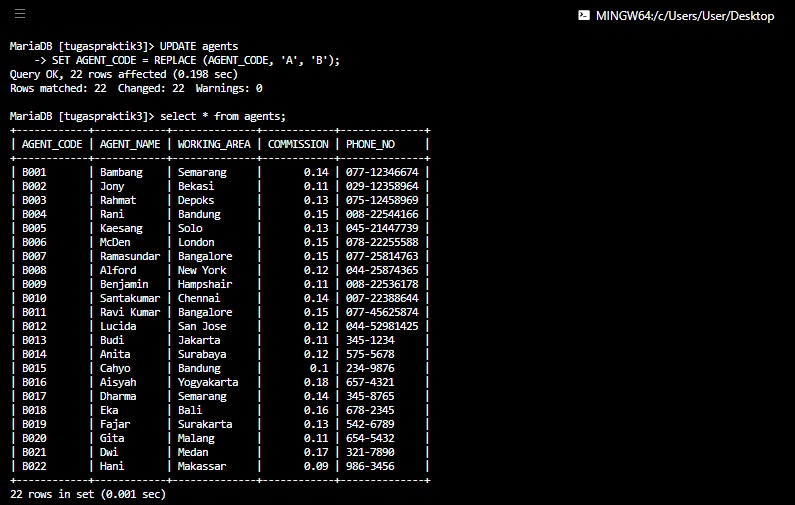 MINGW64:/c/Users/User/Desktop
MariaDB [tugaspraktik3]> UPDATE agents
    -> SET AGENT_CODE = REPLACE (AGENT_CODE, 'A', 'B');
Query OK, 22 rows affected (0.198 sec)
Rows matched: 22  Changed: 22  Warnings: 0

MariaDB [tugaspraktik3]> select * from agents;
+------------+------------+--------------+------------+--------------+
| AGENT_CODE | AGENT_NAME | WORKING_AREA | COMMISSION | PHONE_NO     |
+------------+------------+--------------+------------+--------------+
| B001       | Bambang    | Semarang     |       0.14 | 077-12346674 |
| B002       | Jony       | Bekasi       |       0.11 | 029-12358964 |
| B003       | Rahmat     | Depoks       |       0.13 | 075-12458969 |
| B004       | Rani       | Bandung      |       0.15 | 008-22544166 |
| B005       | Kaesang    | Solo         |       0.13 | 045-21447739 |
| B006       | McDen      | London       |       0.15 | 078-22255588 |
| B007       | Ramasundar | Bangalore    |       0.15 | 077-25814763 |
| B008       | Alford     | New York     |       0.12 | 044-25874365 |
| B009       | Benjamin   | Hampshair    |       0.11 | 008-22536178 |
| B010       | Santakumar | Chennai      |       0.14 | 007-22388644 |
| B011       | Ravi Kumar | Bangalore    |       0.15 | 077-45625874 |
| B012       | Lucida     | San Jose     |       0.12 | 044-52981425 |
| B013       | Budi       | Jakarta      |       0.11 | 345-1234     |
| B014       | Anita      | Surabaya     |       0.12 | 575-5678     |
| B015       | Cahyo      | Bandung      |        0.1 | 234-9876     |
| B016       | Aisyah     | Yogyakarta   |       0.18 | 657-4321     |
| B017       | Dharma     | Semarang     |       0.14 | 345-8765     |
| B018       | Eka        | Bali         |       0.16 | 678-2345     |
| B019       | Fajar      | Surakarta    |       0.13 | 542-6789     |
| B020       | Gita       | Malang       |       0.11 | 654-5432     |
| B021       | Dwi        | Medan        |       0.17 | 321-7890     |
| B022       | Hani       | Makassar     |       0.09 | 986-3456     |
+------------+------------+--------------+------------+--------------+
22 rows in set (0.001 sec)